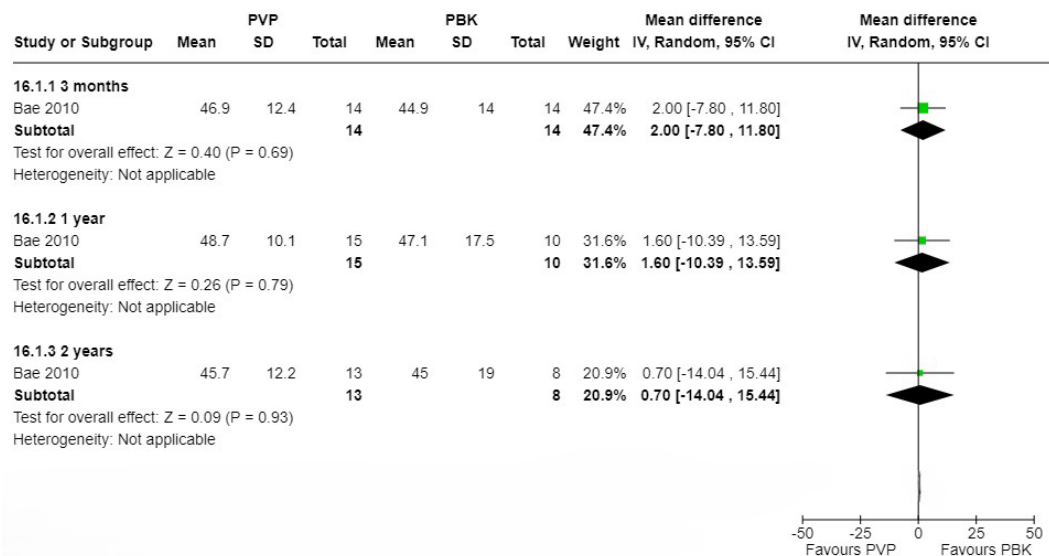 PVP PBK Mean difference Mean difference
Study or Subgroup Mean SD Total Mean SD Total Weight IV, Random, 95% CI IV, Random, 95% CI
16.1.1 3 months
Bae 2010 46.9 12.4 14 44.9 14 14 47.4% 2.00 [-7.80 , 11.80]
Subtotal 14 14 47.4% 2.00 [-7.80 , 11.80]
Test for overall effect: Z = 0.40 (P = 0.69)
Heterogeneity: Not applicable
16.1.2 1 year
Bae 2010 48.7 10.1 15 47.1 17.5 10 31.6% 1.60 [-10.39 , 13.59]
Subtotal 15 10 31.6% 1.60 [-10.39 , 13.59]
Test for overall effect: Z = 0.26 (P = 0.79)
Heterogeneity: Not applicable
16.1.3 2 years
Bae 2010 45.7 12.2 13 45 19 8 20.9% 0.70 [-14.04 , 15.44]
Subtotal 13 8 20.9% 0.70 [-14.04 , 15.44]
Test for overall effect: Z = 0.09 (P = 0.93)
Heterogeneity: Not applicable
-50 -25 0 25 50
Favours PVP Favours PBK